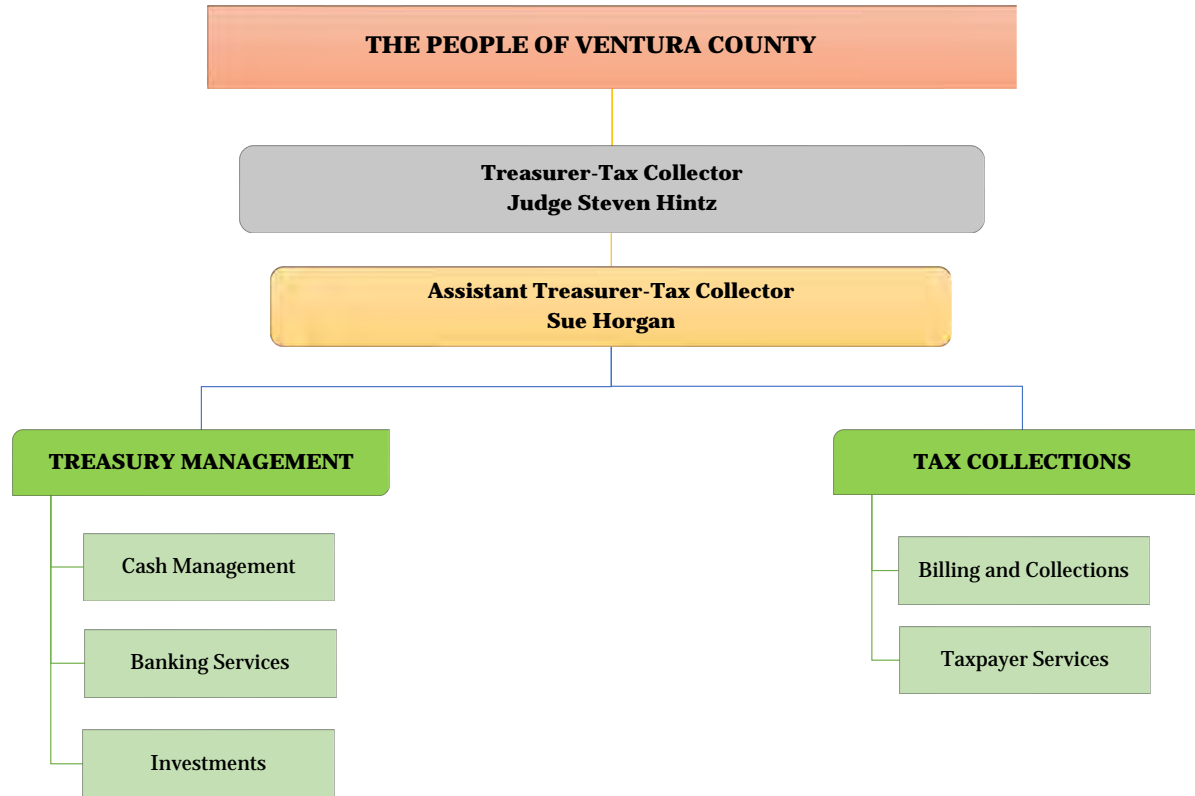 THE PEOPLE OF VENTURA COUNTY
Treasurer-Tax Collector
Judge Steven Hintz
Assistant Treasurer-Tax Collector
Sue Horgan
TREASURY MANAGEMENT
Cash Management
Banking Services
Investments
TAX COLLECTIONS
Billing and Collections
Taxpayer Services